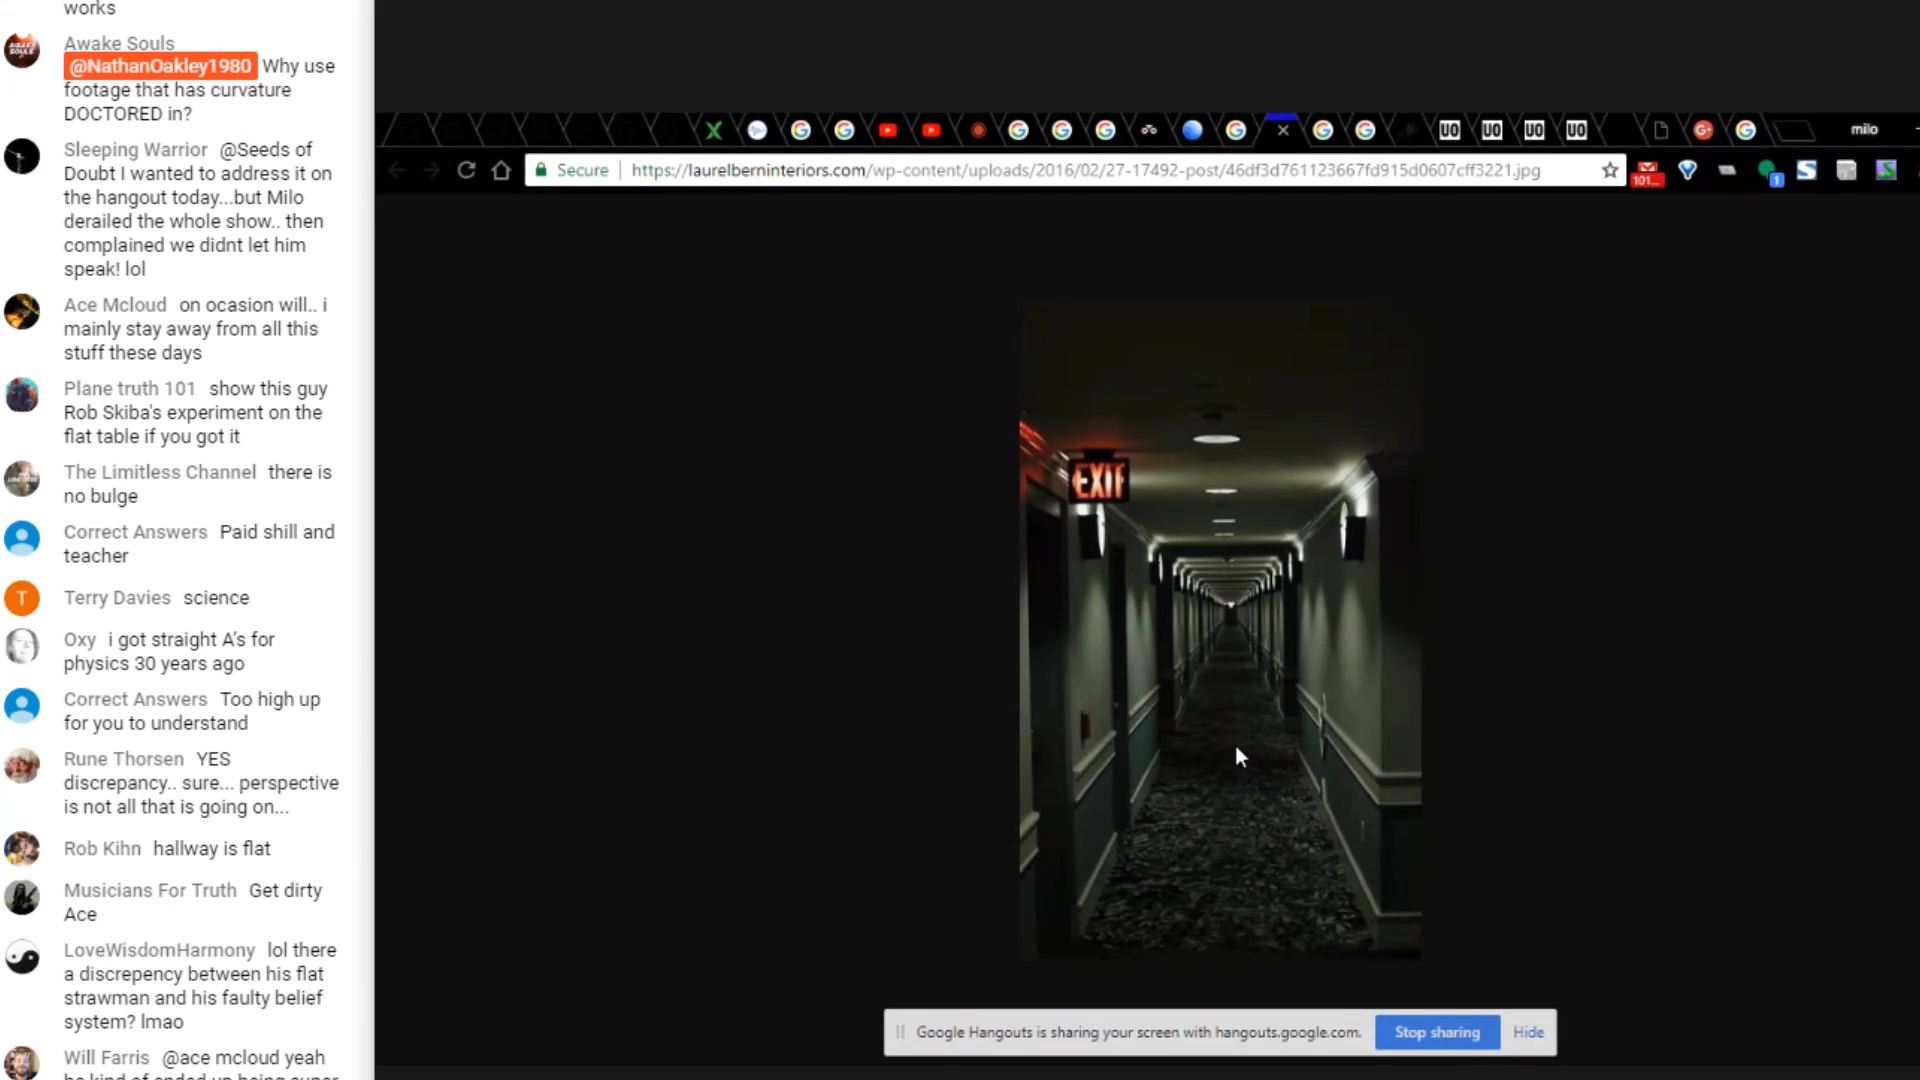 works
Awake Souls
@NathanOakley1980 Why use
footage that has curvature
DOCTORED in?
Sleeping Warrior @Seeds of
Doubt I wanted to address it on
the hangout today...but Milo
derailed the whole show.. then
complained we didnt let him
speak! lol
Ace Mcloud on ocasion will.. i
mainly stay away from all this
stuff these days
Plane truth 101 show this guy
Rob Skiba's experiment on the
flat table if you got it
The Limitless Channel there is
no bulge
Correct Answers Paid shill and
teacher
T
Terry Davies science
Oxy i got straight A's for
physics 30 years ago
Correct Answers Too high up
for you to understand
Rune Thorsen YES
discrepancy.. sure... perspective
is not all that is going on...
Rob Kihn hallway is flat
Musicians For Truth Get dirty
Ace
LoveWisdomHarmony lol there
a discrepency between his flat
strawman and his faulty belief
system? lmao
Will Farris @ace mcloud yeah
UO UO UO UO G+ milo
Secure https://laurelberninteriors.com/wp-content/uploads/2016/02/27-17492-post/46df3d761123667fd915d0607cff3221.jpg
101... 1
EXIT
Google Hangouts is sharing your screen with hangouts.google.com. Stop sharing Hide